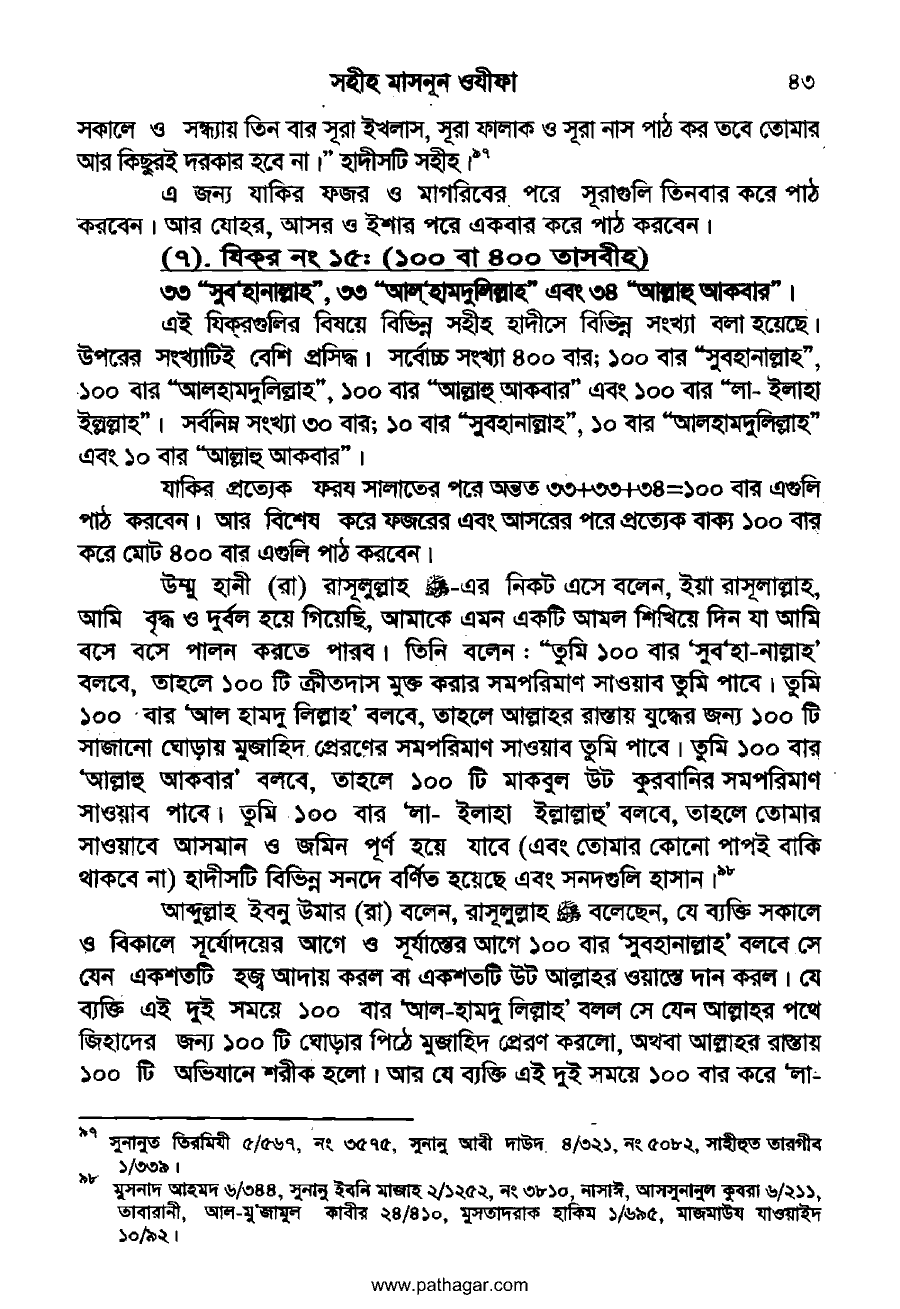 সহীহ মাসনূন ওযীফা ৪৩
সকালে ও সন্ধ্যায় তিন বার সূরা ইখলাস, সূরা ফালাক ও সূরা নাস পাঠ কর তবে তোমার
আর কিছুরই দরকার হবে না।” হাদীসটি সহীহ।৯৭
এ জন্য যাকির ফজর ও মাগরিবের পরে সূরাগুলি তিনবার করে পাঠ
করবেন। আর যোহর, আসর ও ইশার পরে একবার করে পাঠ করবেন।
(৭). যিক্‌র নং ১৫: (১০০ বা ৪০০ তাসবীহ)
৩৩ “সুব‘হানাল্লাহ”, ৩৩ “আল্‘হামদুলিল্লাহ” এবং ৩৪ “আল্লাহু আকবার”।
এই যিক্‌রগুলির বিষয়ে বিভিন্ন সহীহ হাদীসে বিভিন্ন সংখ্যা বলা হয়েছে।
উপরের সংখ্যাটিই বেশি প্রসিদ্ধ। সর্বোচ্চ সংখ্যা ৪০০ বার; ১০০ বার “সুবহানাল্লাহ”,
১০০ বার “আলহামদুলিল্লাহ”, ১০০ বার “আল্লাহু আকবার” এবং ১০০ বার “লা- ইলাহা
ইল্লল্লাহ”। সর্বনিম্ন সংখ্যা ৩০ বার; ১০ বার “সুবহানাল্লাহ”, ১০ বার “আলহামদুলিল্লাহ”
এবং ১০ বার “আল্লাহু আকবার”।
যাকির প্রত্যেক ফরয সালাতের পরে অন্তত ৩৩+৩৩+৩৪=১০০ বার এগুলি
পাঠ করবেন। আর বিশেষ করে ফজরের এবং আসরের পরে প্রত্যেক বাক্য ১০০ বার
করে মোট ৪০০ বার এগুলি পাঠ করবেন।
উম্মু হানী (রা) রাসূলুল্লাহ ﷺ-এর নিকট এসে বলেন, ইয়া রাসূলাল্লাহ,
আমি বৃদ্ধ ও দুর্বল হয়ে গিয়েছি, আমাকে এমন একটি আমল শিখিয়ে দিন যা আমি
বসে বসে পালন করতে পারব। তিনি বলেন : “তুমি ১০০ বার ‘সুব‘হা-নাল্লাহ’
বলবে, তাহলে ১০০ টি ক্রীতদাস মুক্ত করার সমপরিমাণ সাওয়াব তুমি পাবে। তুমি
১০০ বার ‘আল হামদু লিল্লাহ’ বলবে, তাহলে আল্লাহর রাস্তায় যুদ্ধের জন্য ১০০ টি
সাজানো ঘোড়ায় মুজাহিদ প্রেরণের সমপরিমাণ সাওয়াব তুমি পাবে। তুমি ১০০ বার
‘আল্লাহু আকবার’ বলবে, তাহলে ১০০ টি মাকবুল উট কুরবানির সমপরিমাণ
সাওয়াব পাবে। তুমি ১০০ বার ‘লা- ইলাহা ইল্লাল্লাহু’ বলবে, তাহলে তোমার
সাওয়াবে আসমান ও জমিন পূর্ণ হয়ে যাবে (এবং তোমার কোনো পাপই বাকি
থাকবে না) হাদীসটি বিভিন্ন সনদে বর্ণিত হয়েছে এবং সনদগুলি হাসান।৯৮
আব্দুল্লাহ ইবনু উমার (রা) বলেন, রাসূলুল্লাহ ﷺ বলেছেন, যে ব্যক্তি সকালে
ও বিকালে সূর্যোদয়ের আগে ও সূর্যাস্তের আগে ১০০ বার ‘সুবহানাল্লাহ’ বলবে সে
যেন একশতটি হজ্ব আদায় করল বা একশতটি উট আল্লাহর ওয়াস্তে দান করল। যে
ব্যক্তি এই দুই সময়ে ১০০ বার ‘আল-হামদু লিল্লাহ’ বলল সে যেন আল্লাহর পথে
জিহাদের জন্য ১০০ টি ঘোড়ার পিঠে মুজাহিদ প্রেরণ করলো, অথবা আল্লাহর রাস্তায়
১০০ টি অভিযানে শরীক হলো। আর যে ব্যক্তি এই দুই সময়ে ১০০ বার করে ‘লা-
৯৭ সুনানুত তিরমিযী ৫/৫৬৭, নং ৩৫৭৫, সুনানু আবী দাউদ ৪/৩২১, নং ৫০৮২, সাহীহুত তারগীব
১/৩৩৯।
৯৮ মুসনাদ আহমদ ৬/৩৪৪, সুনানু ইবনি মাজাহ ২/১২৫২, নং ৩৮১০, নাসাঈ, আসসুনানুল কুবরা ৬/২১১,
তাবারানী, আল-মু‘জামুল কাবীর ২৪/৪১০, মুসতাদরাক হাকিম ১/৬৯৫, মাজমাউয যাওয়াইদ
১০/৯২।
www.pathagar.com